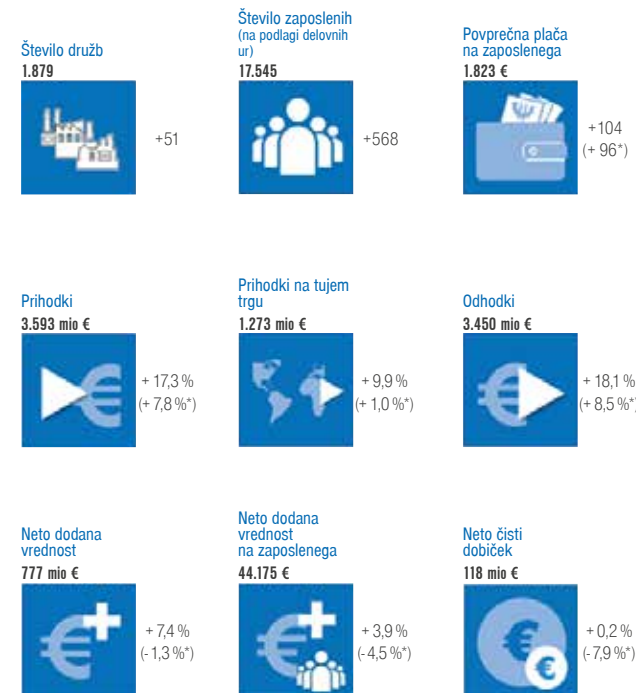 Število družb
1.879
+51
Število zaposlenih
(na podlagi delovnih
ur)
17.545
+568
Povprečna plača
na zaposlenega
1.823 €
+104
(+ 96*)
Prihodki
3.593 mio €
+ 17,3 %
(+ 7,8 %*)
Prihodki na tujem
trgu
1.273 mio €
+ 9,9 %
(+ 1,0 %*)
Odhodki
3.450 mio €
+ 18,1 %
(+ 8,5 %*)
Neto dodana
vrednost
777 mio €
+ 7,4 %
(- 1,3 %*)
Neto dodana
vrednost
na zaposlenega
44.175 €
+ 3,9 %
(- 4,5 %*)
Neto čisti
dobiček
118 mio €
+ 0,2 %
(- 7,9 %*)